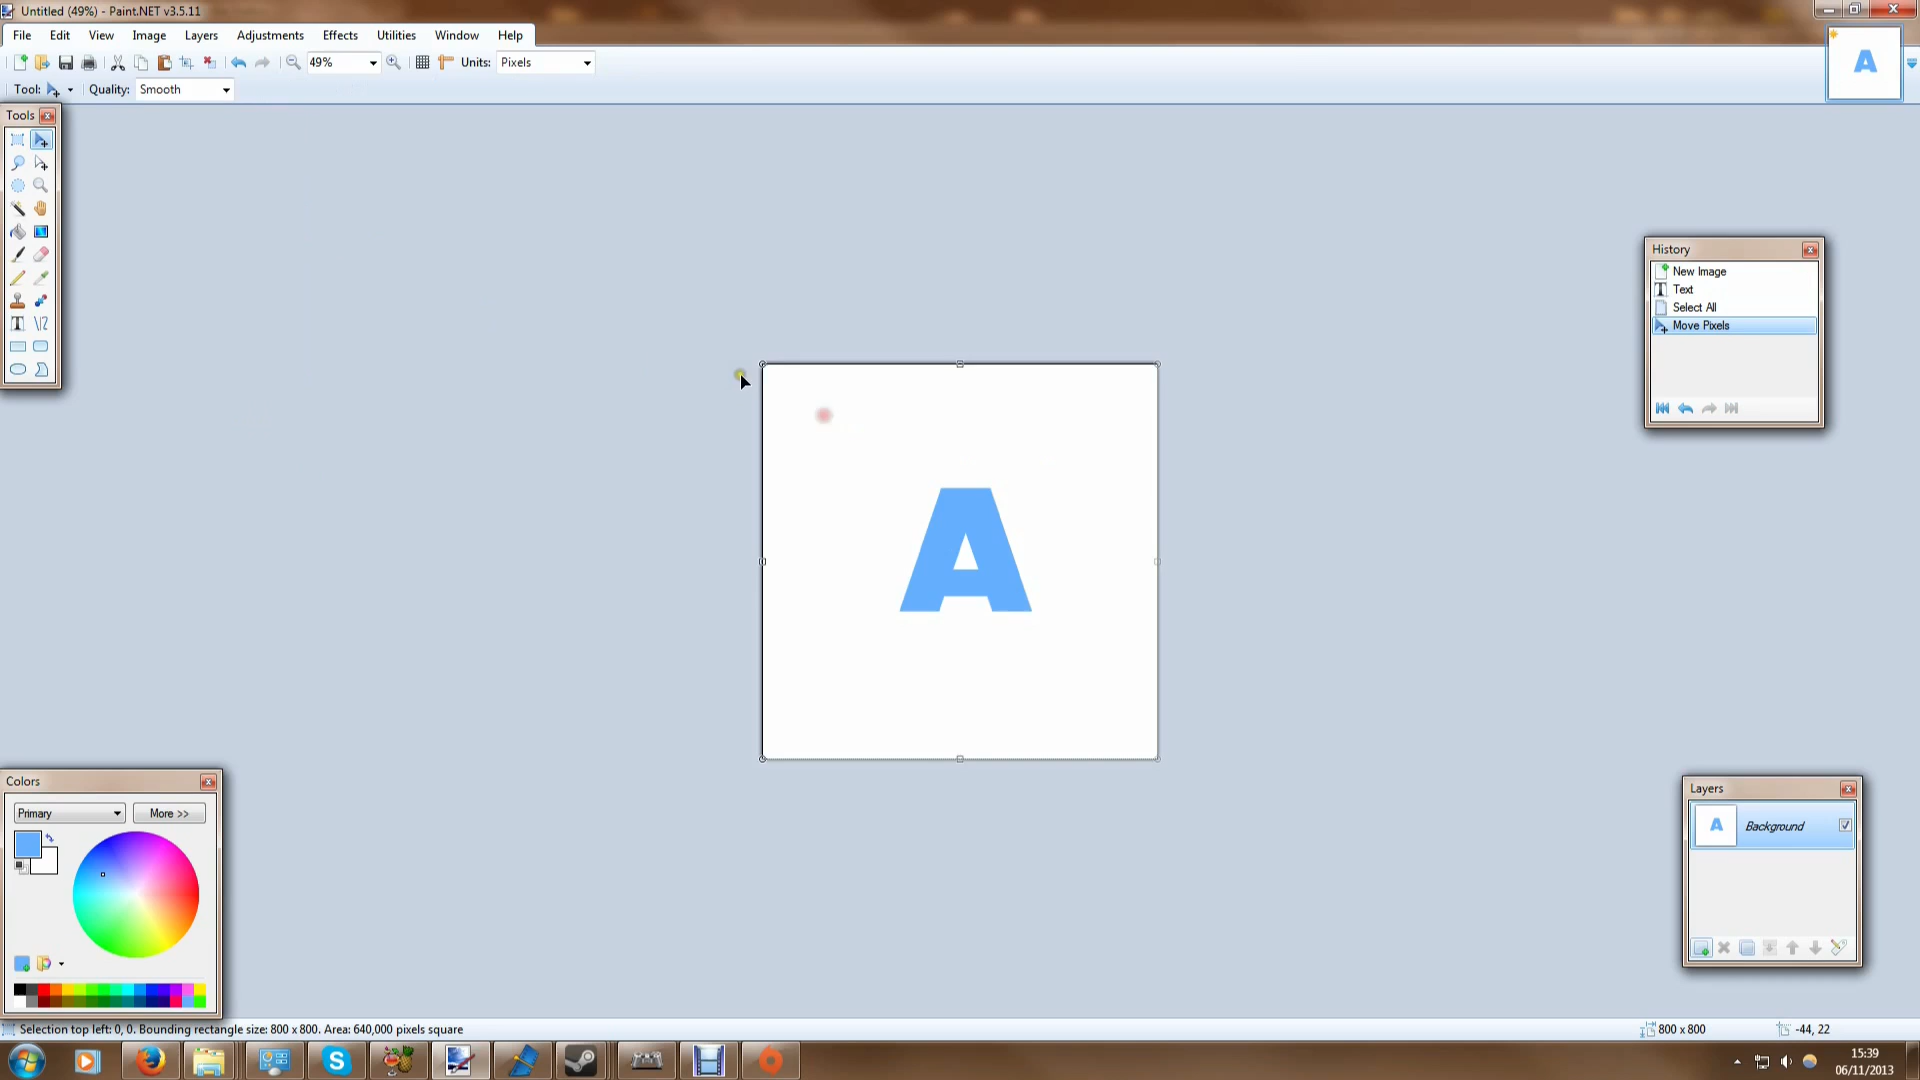 Untitled (49%) - Paint.NET v3.5.11
File Edit View Image Layers Adjustments Effects Utilities Window Help
49% Units: Pixels
Tool: Quality: Smooth
A
Tools
History
New Image
Text
Select All
Move Pixels
A
Colors
Primary More >>
Layers
A Background
Selection top left: 0, 0. Bounding rectangle size: 800 x 800. Area: 640,000 pixels square
800 x 800 -44, 22
15:39
06/11/2013